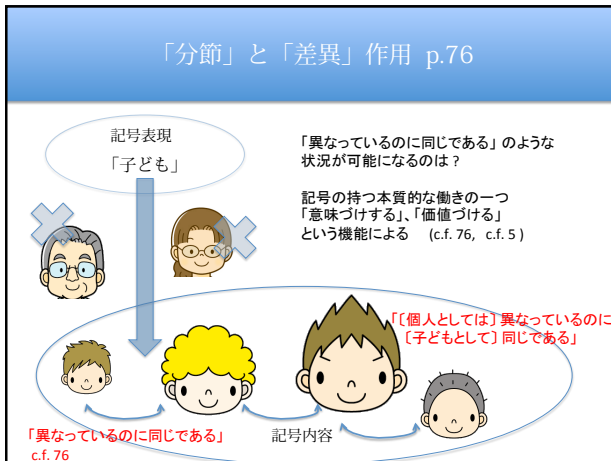 「分節」と「差異」作用 p.76
記号表現
「子ども」
「異なっているのに同じである」のような
状況が可能になるのは？
記号の持つ本質的な働きの一つ
「意味づけする」、「価値づける」
という機能による (c.f. 76, c.f. 5 )
「〔個人としては〕異なっているのに
〔子どもとして〕同じである」
「異なっているのに同じである」
c.f. 76
記号内容